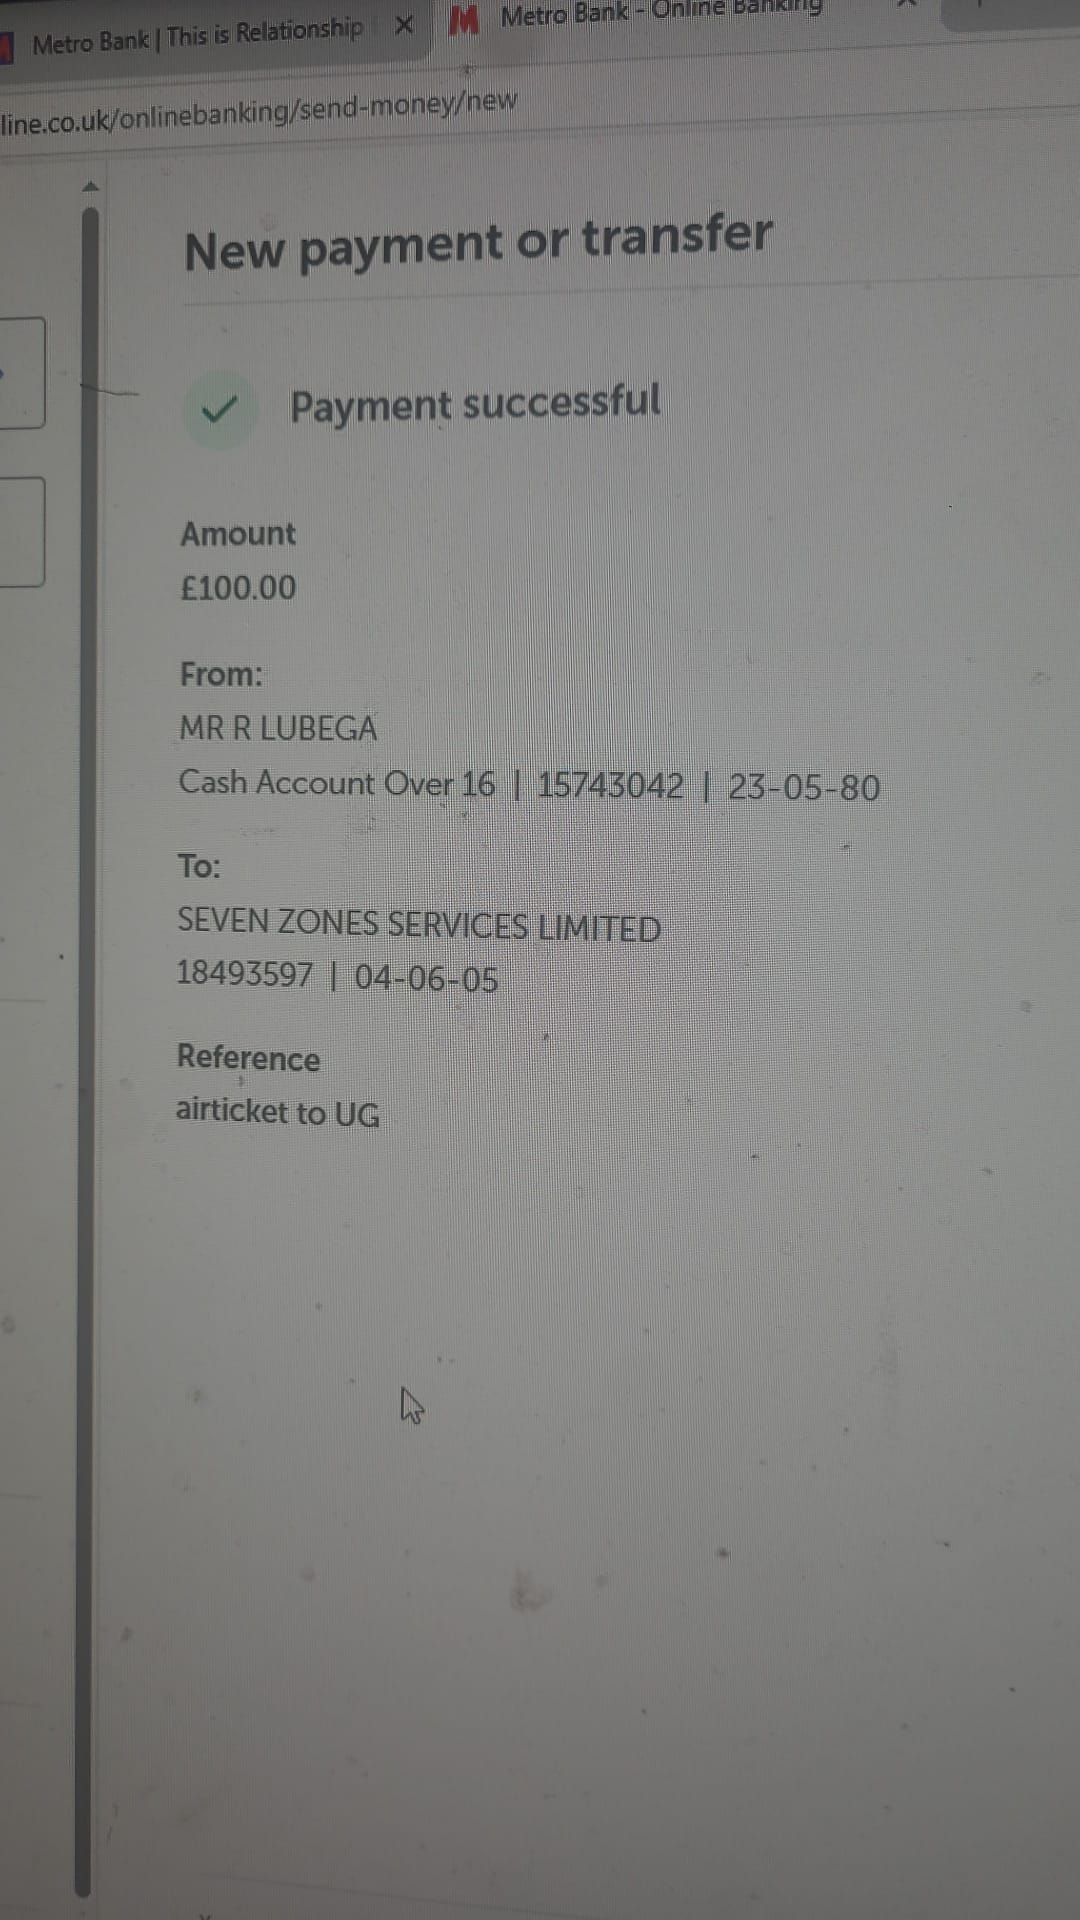 Metro Bank | This is Relationship
Metro Bank - Online Banking
line.co.uk/onlinebanking/send-money/new
New payment or transfer
Payment successful
Amount
£100.00
From:
MR R LUBEGA
Cash Account Over 16 | 15743042 | 23-05-80
To:
SEVEN ZONES SERVICES LIMITED
18493597 | 04-06-05
Reference
airticket to UG